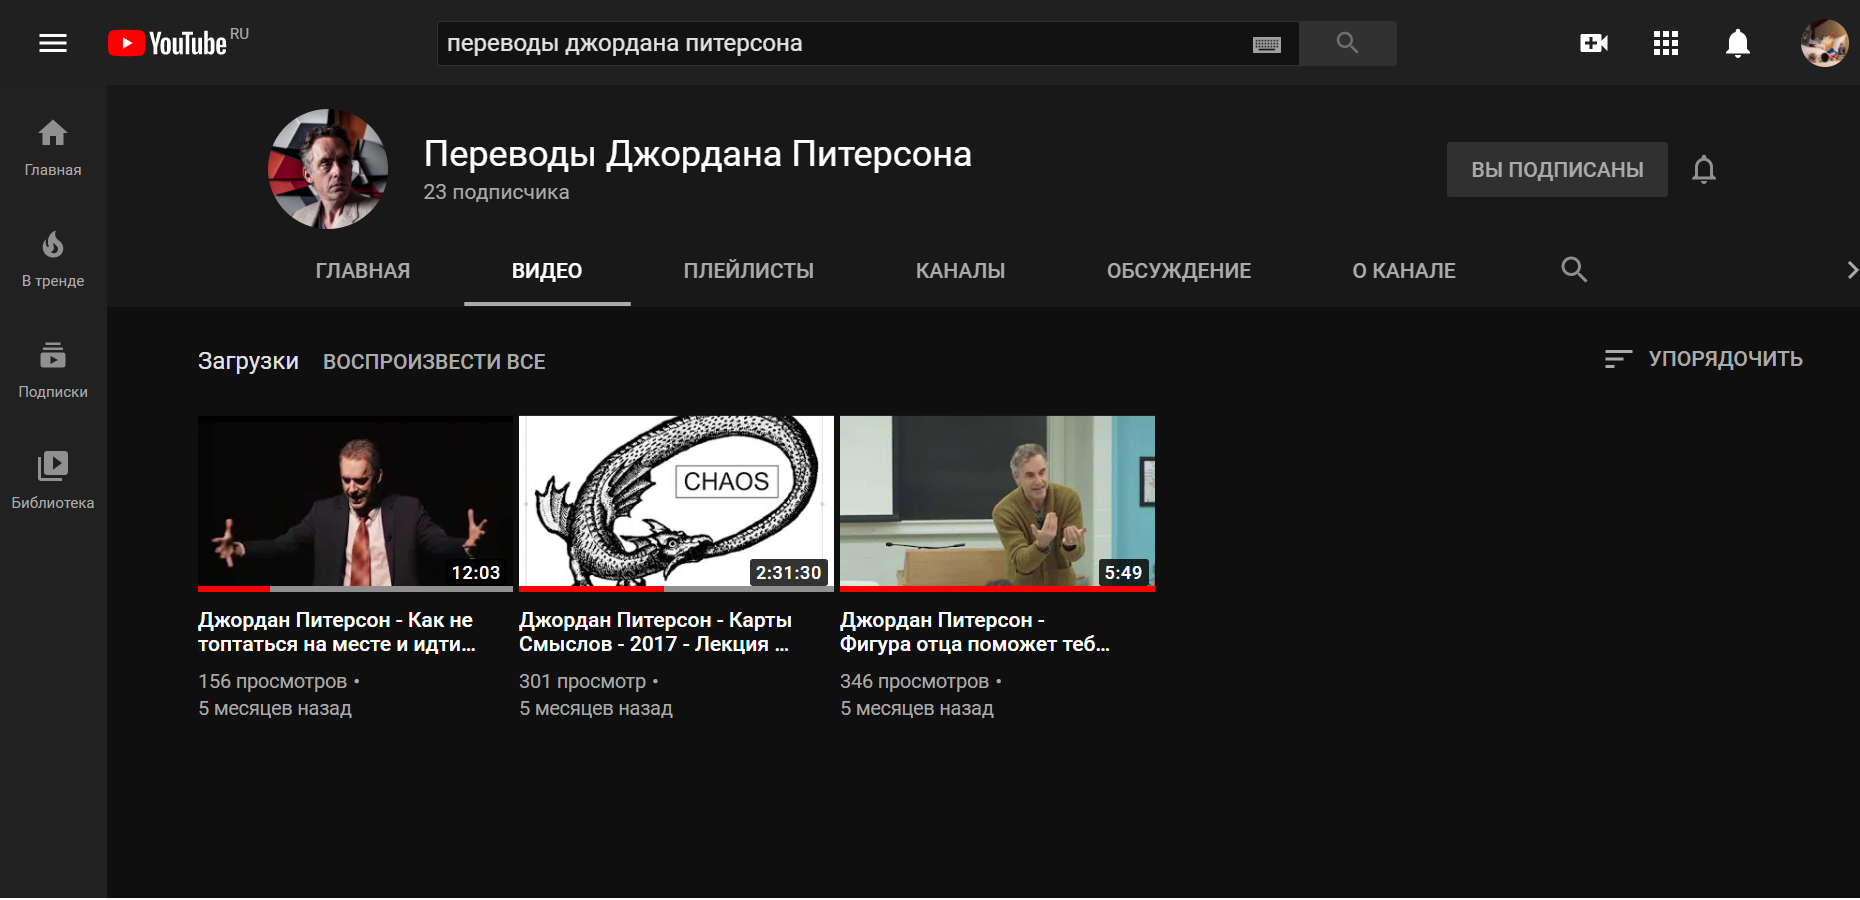 YouTube RU
переводы джордана питерсона
Главная
В тренде
Подписки
Библиотека
Переводы Джордана Питерсона
23 подписчика
ВЫ ПОДПИСАНЫ
ГЛАВНАЯ ВИДЕО ПЛЕЙЛИСТЫ КАНАЛЫ ОБСУЖДЕНИЕ О КАНАЛЕ
Загрузки ВОСПРОИЗВЕСТИ ВСЕ
УПОРЯДОЧИТЬ
12:03
Джордан Питерсон - Как не
топтаться на месте и идти...
156 просмотров •
5 месяцев назад
CHAOS
2:31:30
Джордан Питерсон - Карты
Смыслов - 2017 - Лекция ...
301 просмотр •
5 месяцев назад
5:49
Джордан Питерсон -
Фигура отца поможет теб...
346 просмотров •
5 месяцев назад